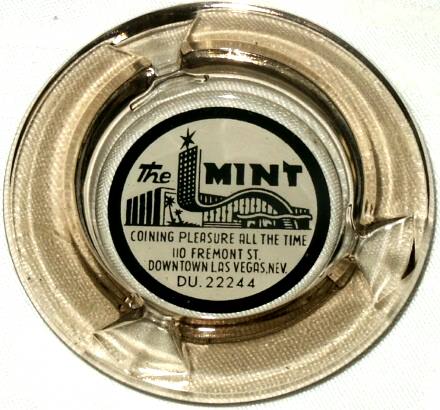 The MINT
COINING PLEASURE ALL THE TIME
110 FREMONT ST.
DOWNTOWN LAS VEGAS, NEV.
DU. 22244